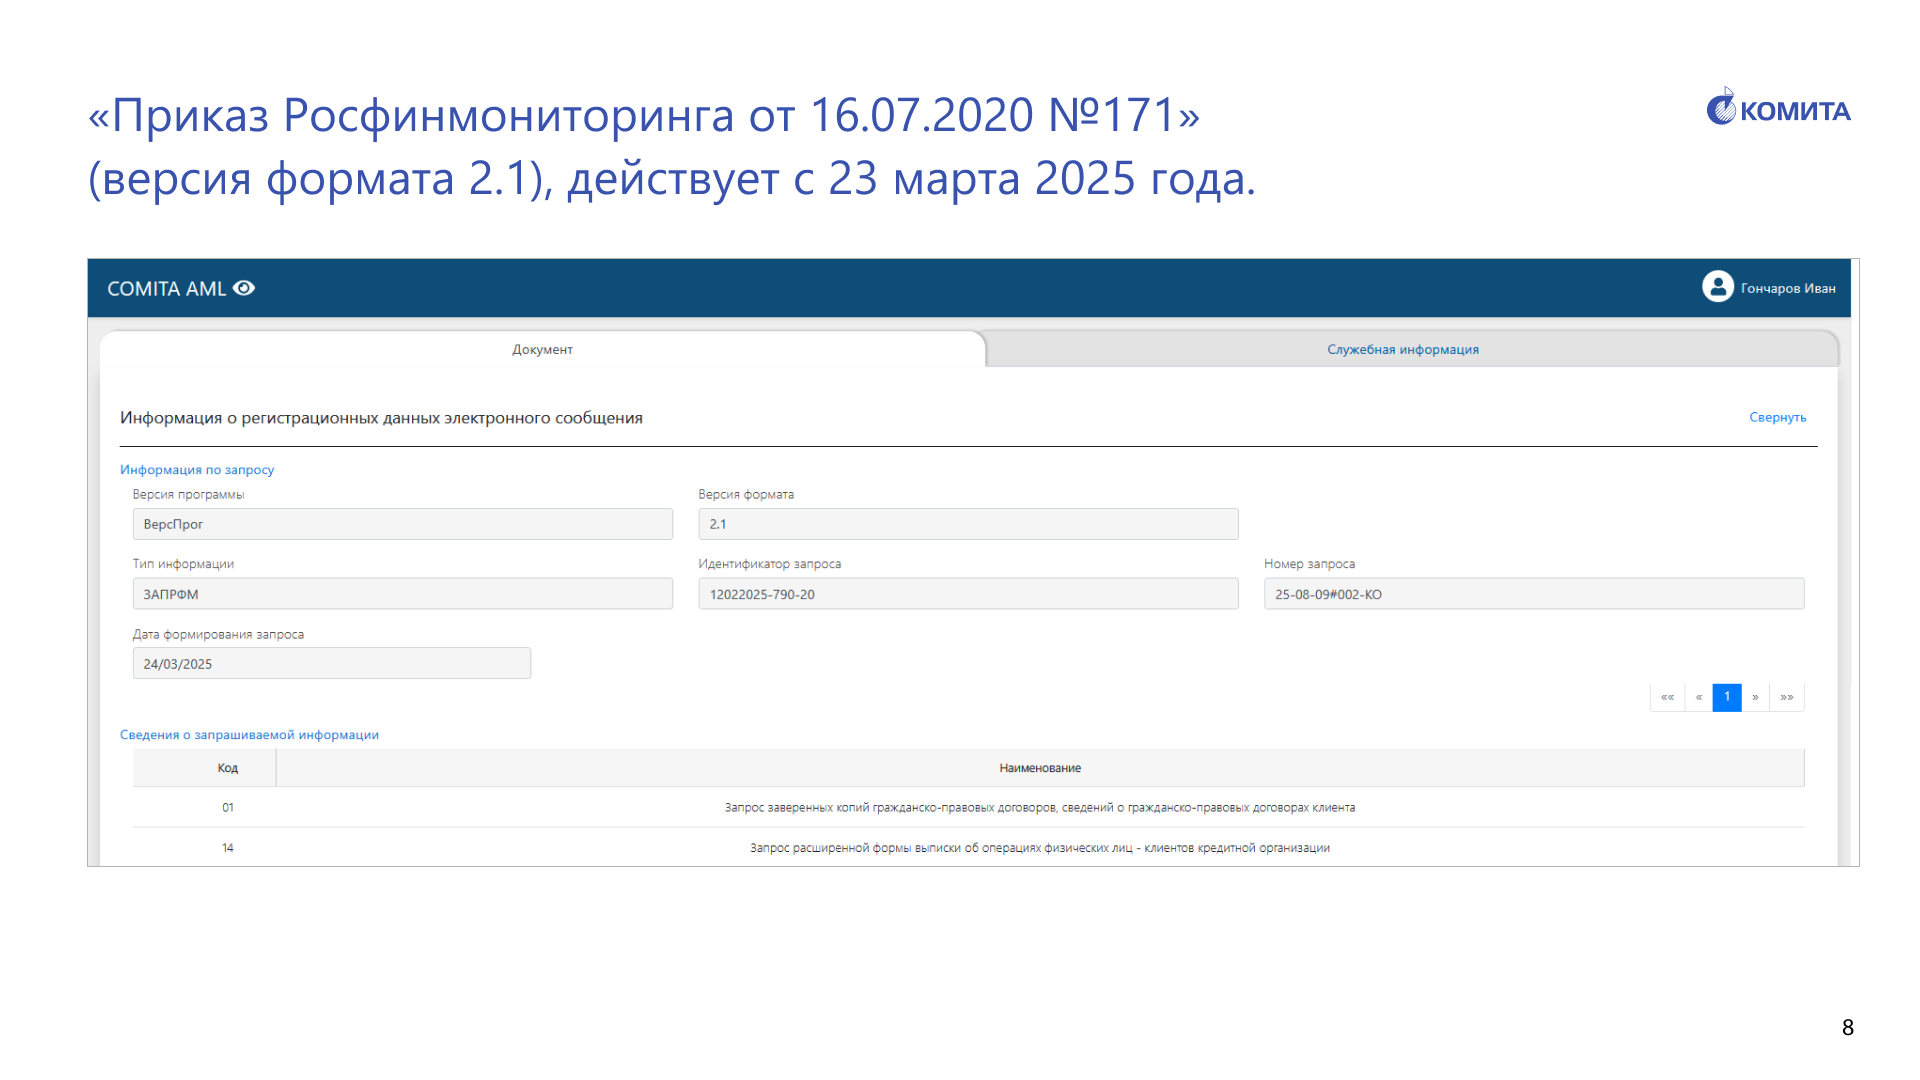 «Приказ Росфинмониторинга от 16.07.2020 №171»
(версия формата 2.1), действует с 23 марта 2025 года.
КОМИТА
COMITA AML
Гончаров Иван
Документ
Служебная информация
Информация о регистрационных данных электронного сообщения
Свернуть
Информация по запросу
Версия программы
Версия формата
ВерсПрог
2.1
Тип информации
Идентификатор запроса
Номер запроса
ЗАПРФМ
12022025-790-20
25-08-09#002-КО
Дата формирования запроса
24/03/2025
«« « 1 » »»
Сведения о запрашиваемой информации
Код
Наименование
01
Запрос заверенных копий гражданско-правовых договоров, сведений о гражданско-правовых договорах клиента
14
Запрос расширенной формы выписки об операциях физических лиц - клиентов кредитной организации
8